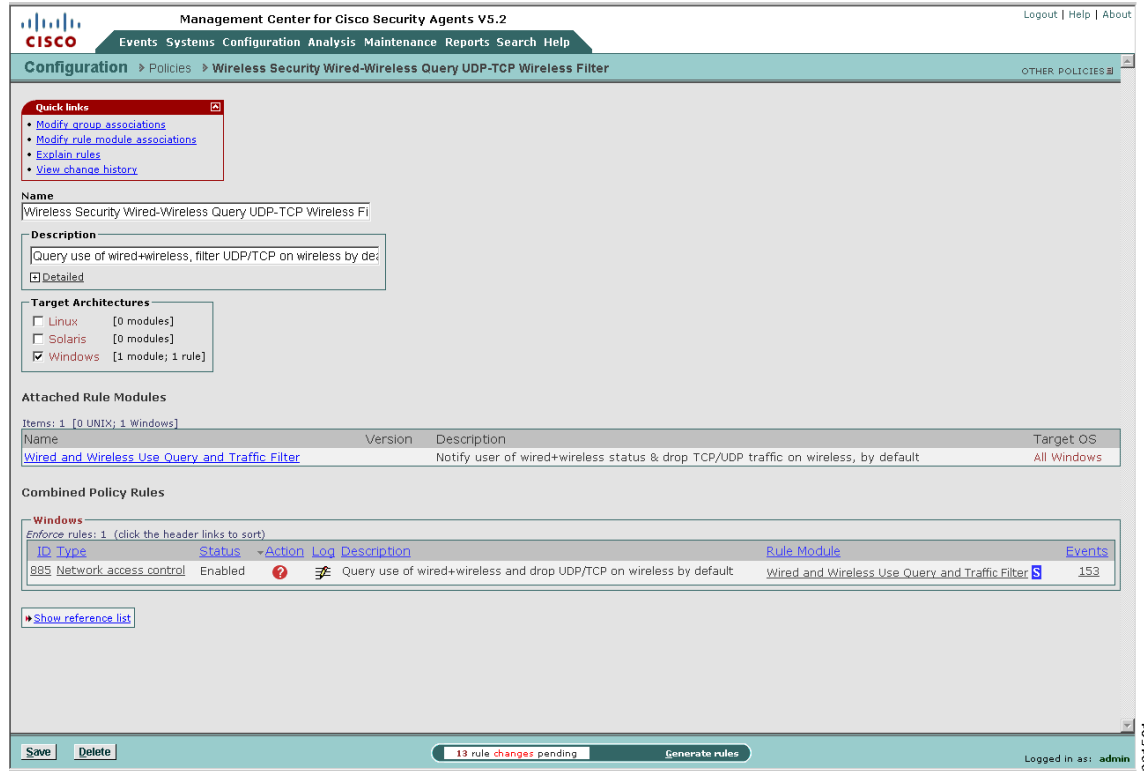 Management Center for Cisco Security Agents V5.2
Logout | Help | About
CISCO
Events Systems Configuration Analysis Maintenance Reports Search Help
Configuration Policies Wireless Security Wired-Wireless Query UDP-TCP Wireless Filter
OTHER POLICIES
Quick links
• Modify group associations
• Modify rule module associations
• Explain rules
• View change history
Name
Wireless Security Wired-Wireless Query UDP-TCP Wireless Fi
Description
Query use of wired+wireless, filter UDP/TCP on wireless by
Detailed
Target Architectures
Linux [0 modules]
Solaris [0 modules]
Windows [1 module; 1 rule]
Attached Rule Modules
Items: 1 [0 UNIX; 1 Windows]
Name Version Description Target OS
Wired and Wireless Use Query and Traffic Filter Notify user of wired+wireless status & drop TCP/UDP traffic on wireless, by default All Windows
Combined Policy Rules
Windows
Enforce rules: 1 (click the header links to sort)
ID Type Status Action Log Description Rule Module Events
885 Network access control Enabled ? Query use of wired+wireless and drop UDP/TCP on wireless by default Wired and Wireless Use Query and Traffic Filter S 153
Show reference list
Save Delete 13 rule changes pending Generate rules
Logged in as: admin